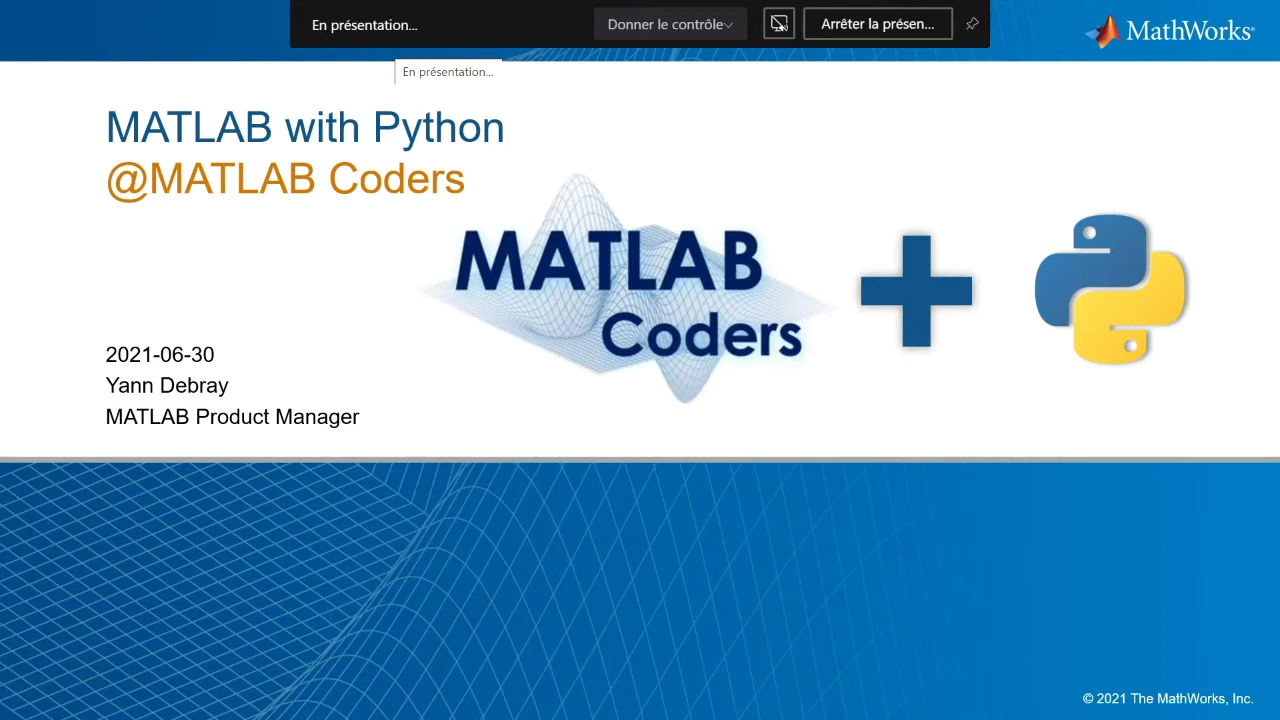 En présentation...
Donner le contrôle
Arrêter la présen...
MathWorks®
En présentation...
MATLAB with Python
@MATLAB Coders
MATLAB
Coders
2021-06-30
Yann Debray
MATLAB Product Manager
© 2021 The MathWorks, Inc.